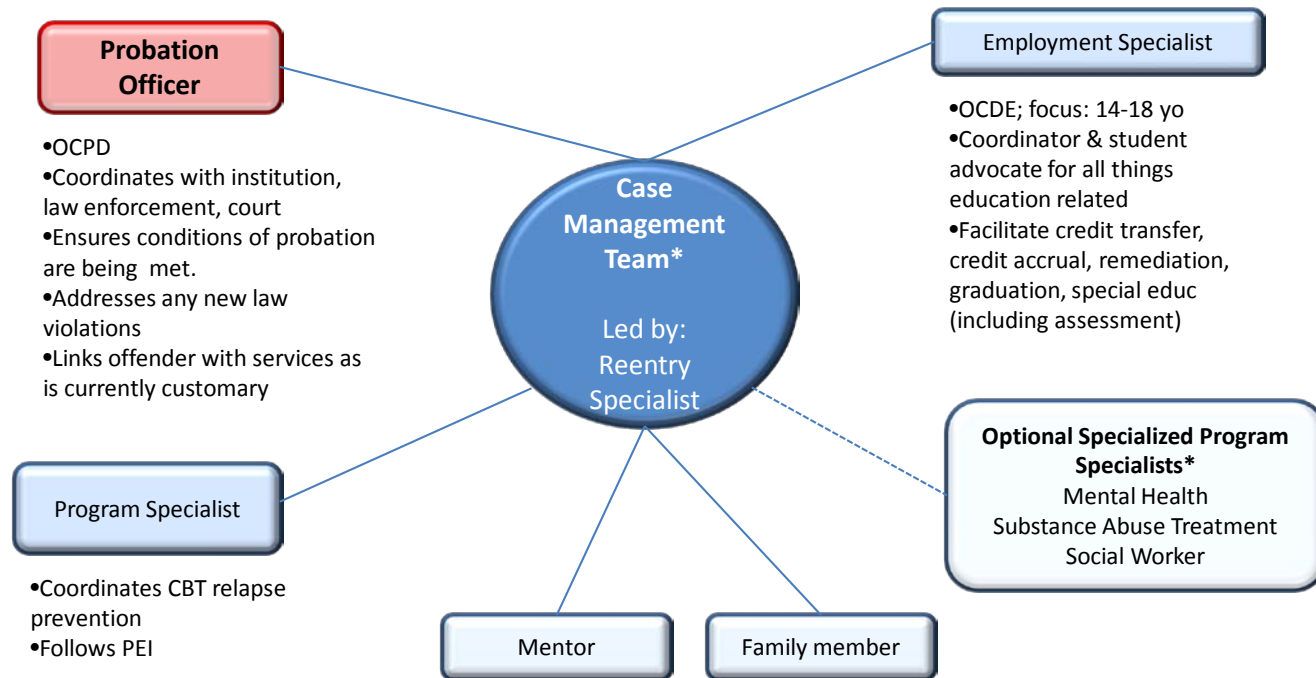 Probation
Officer
•OCPD
•Coordinates with institution,
law enforcement, court
•Ensures conditions of probation
are being  met.
•Addresses any new law
violations
•Links offender with services as
is currently customary
Employment Specialist
•OCDE; focus: 14-18 yo
•Coordinator & student
advocate for all things
education related
•Facilitate credit transfer,
credit accrual, remediation,
graduation, special educ
(including assessment)
Case
Management
Team*
Led by:
Reentry
Specialist
Program Specialist
•Coordinates CBT relapse
prevention
•Follows PEI
Mentor
Family member
Optional Specialized Program
Specialists*
Mental Health
Substance Abuse Treatment
Social Worker